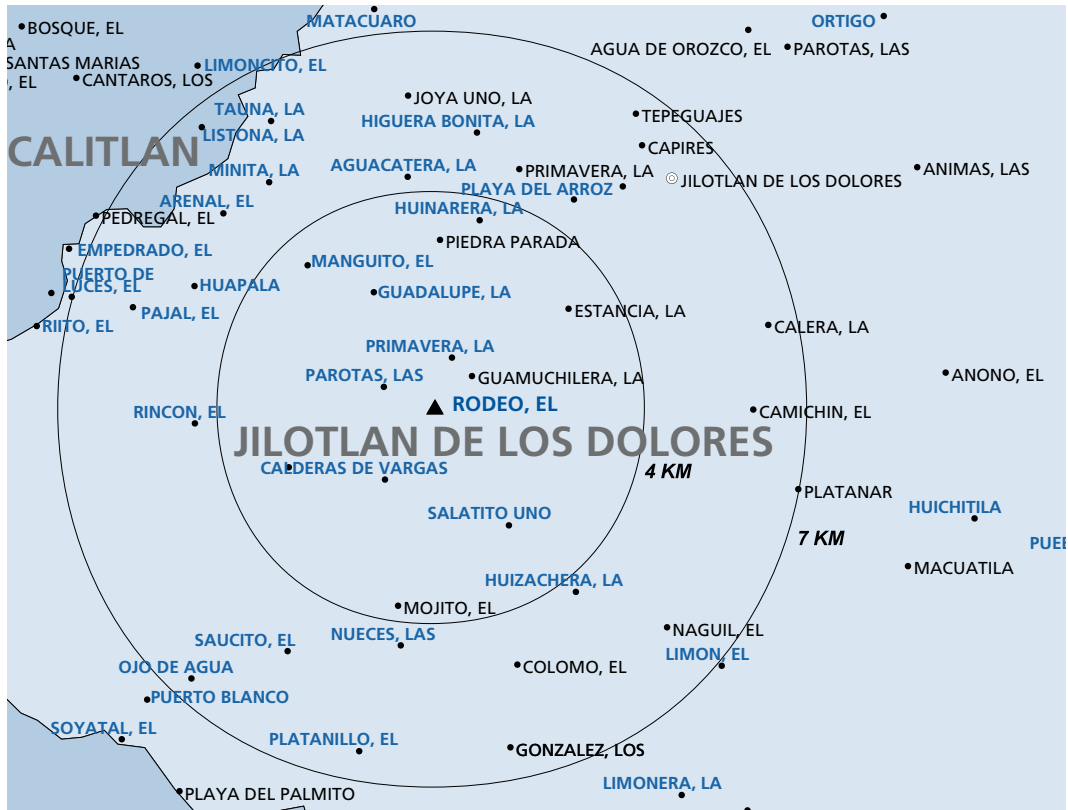 MATACUARO
ORTIGO
BOSQUE, EL
A
AGUA DE OROZCO, EL
PAROTAS, LAS
SANTAS MARIAS
LIMONCITO, EL
O, EL
CANTAROS, LOS
JOYA UNO, LA
TAUNA, LA
TEPEGUAJES
HIGUERA BONITA, LA
LISTONA, LA
CAPIRES
CALITLAN
MINITA, LA
AGUACATERA, LA
PRIMAVERA, LA
ANIMAS, LAS
JILOTLAN DE LOS DOLORES
PLAYA DEL ARROZ
ARENAL, EL
HUINARERA, LA
PEDREGAL, EL
PIEDRA PARADA
EMPEDRADO, EL
MANGUITO, EL
PUERTO DE
LUCES, EL
HUAPALA
GUADALUPE, LA
ESTANCIA, LA
PAJAL, EL
RIITO, EL
CALERA, LA
PRIMAVERA, LA
PAROTAS, LAS
GUAMUCHILERA, LA
ANONO, EL
RODEO, EL
RINCON, EL
CAMICHIN, EL
JILOTLAN DE LOS DOLORES
CALDERAS DE VARGAS
4 KM
PLATANAR
SALATITO UNO
HUICHITILA
7 KM
PUEB
MACUATILA
HUIZACHERA, LA
MOJITO, EL
NAGUIL, EL
NUECES, LAS
SAUCITO, EL
LIMON, EL
OJO DE AGUA
COLOMO, EL
PUERTO BLANCO
SOYATAL, EL
PLATANILLO, EL
GONZALEZ, LOS
LIMONERA, LA
PLAYA DEL PALMITO